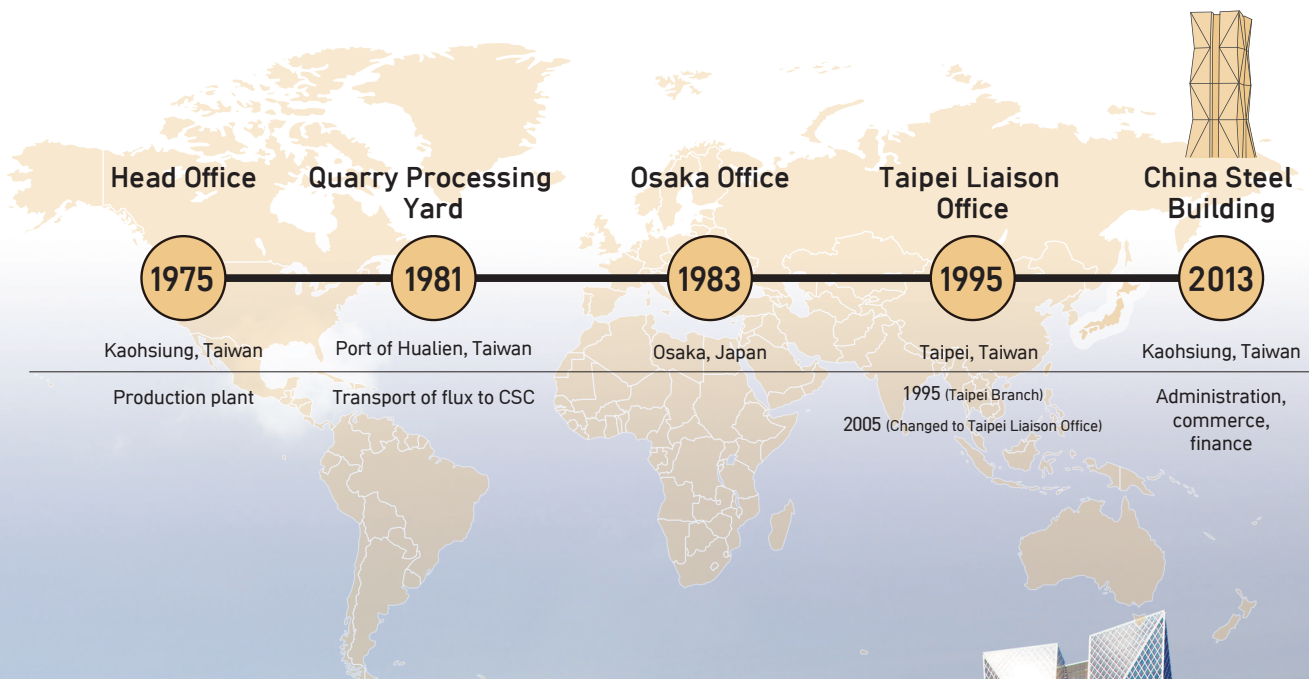 Head Office
Quarry Processing
Yard
Osaka Office
Taipei Liaison
Office
China Steel
Building
1975
1981
1983
1995
2013
Kaohsiung, Taiwan
Port of Hualien, Taiwan
Osaka, Japan
Taipei, Taiwan
Kaohsiung, Taiwan
Production plant
Transport of flux to CSC
1995 (Taipei Branch)
2005 (Changed to Taipei Liaison Office)
Administration,
commerce,
finance